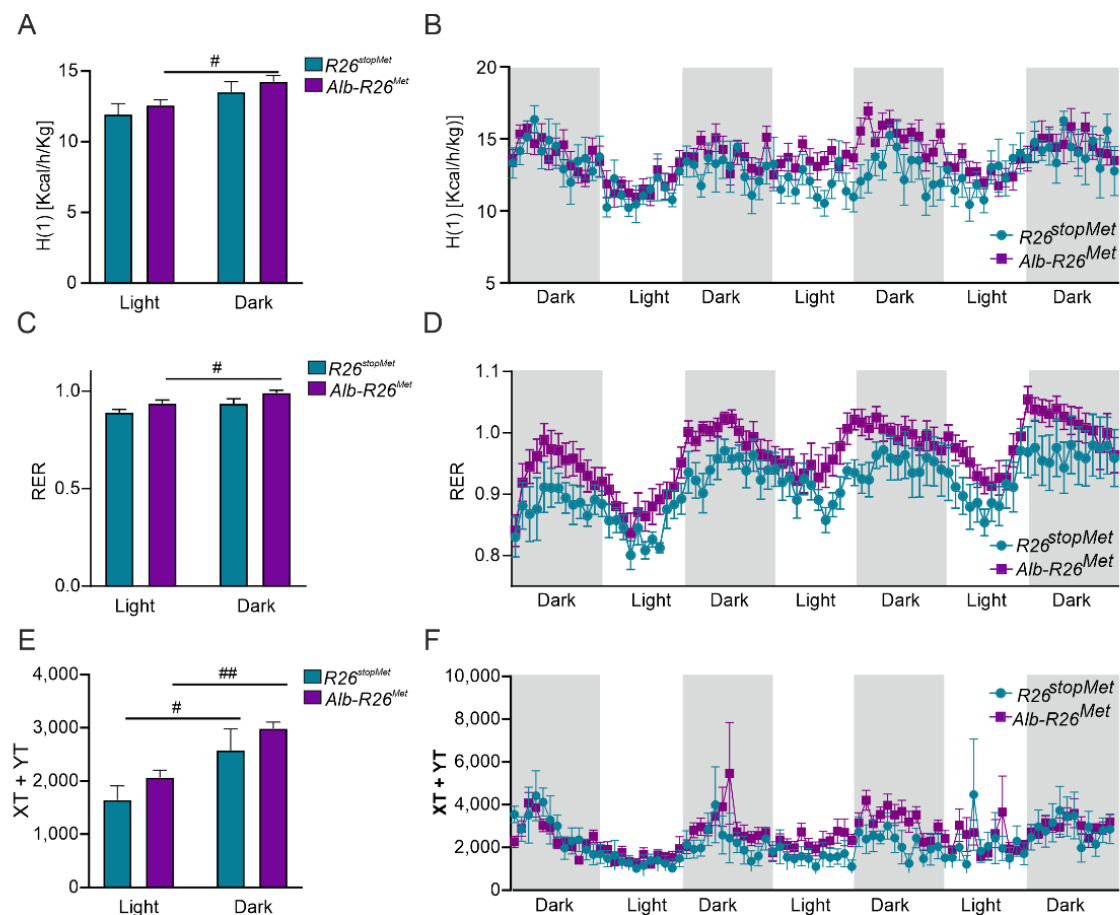 A
H(1) [Kcal/h/Kg]
15
10
5
0
#
R26stopMet
Alb-R26Met
Light
Dark
B
H(1) [Kcal/h/kg)]
20
15
10
5
R26stopMet
Alb-R26Met
Dark
Light
Dark
Light
Dark
Light
Dark
C
RER
1.0
0.5
0.0
#
R26stopMet
Alb-R26Met
Light
Dark
D
RER
1.1
1.0
0.9
0.8
R26stopMet
Alb-R26Met
Dark
Light
Dark
Light
Dark
Light
Dark
E
XT + YT
4,000
3,000
2,000
1,000
0
#
##
R26stopMet
Alb-R26Met
Light
Dark
F
XT + YT
10,000
8,000
6,000
4,000
2,000
0
R26stopMet
Alb-R26Met
Dark
Light
Dark
Light
Dark
Light
Dark